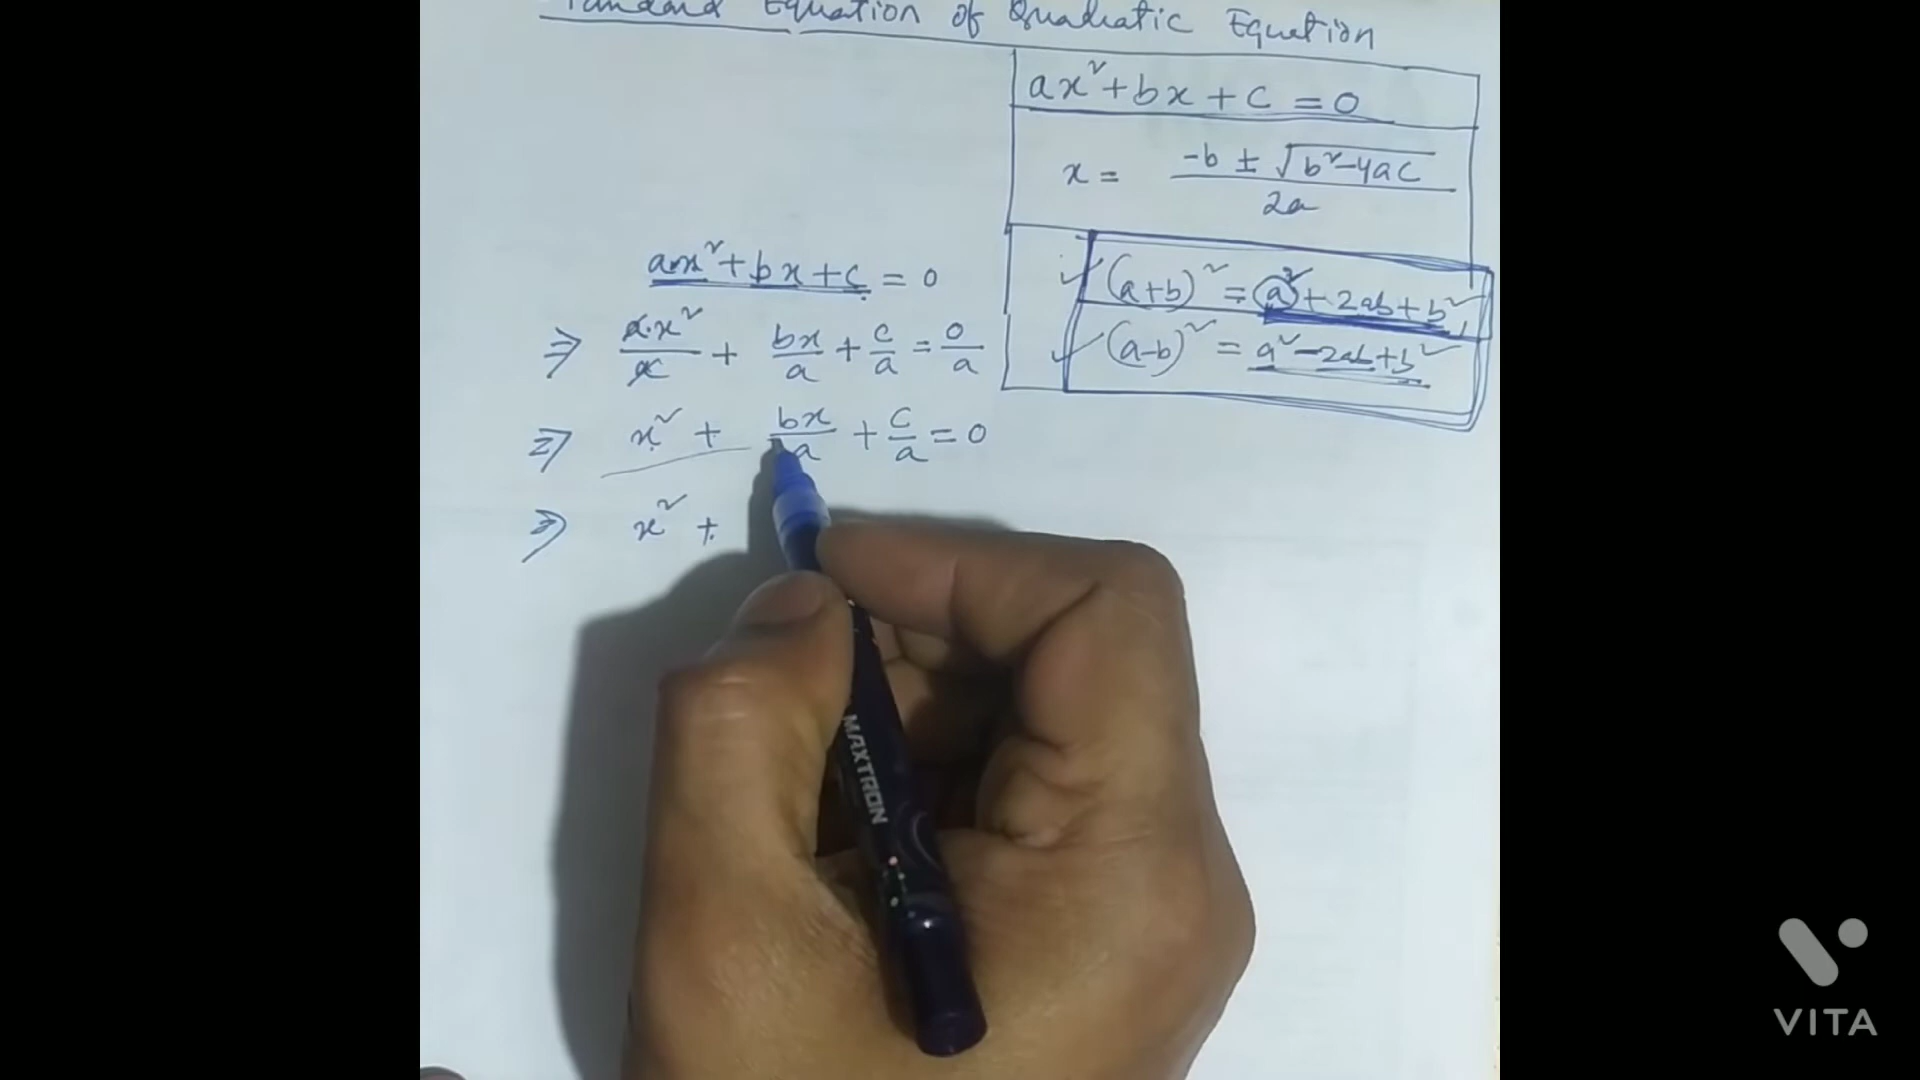 Standard Equation of Quadratic Equation
ax² + bx + c = 0
x = (-b ± √(b²-4ac))/2a
(a+b)² = a² + 2ab + b²
(a-b)² = a² - 2ab + b²
ax² + bx + c = 0
⇒ a·x²/a + bx/a + c/a = 0/a
⇒ x² + bx/a + c/a = 0
⇒ x² +
MAXTRON
VITA